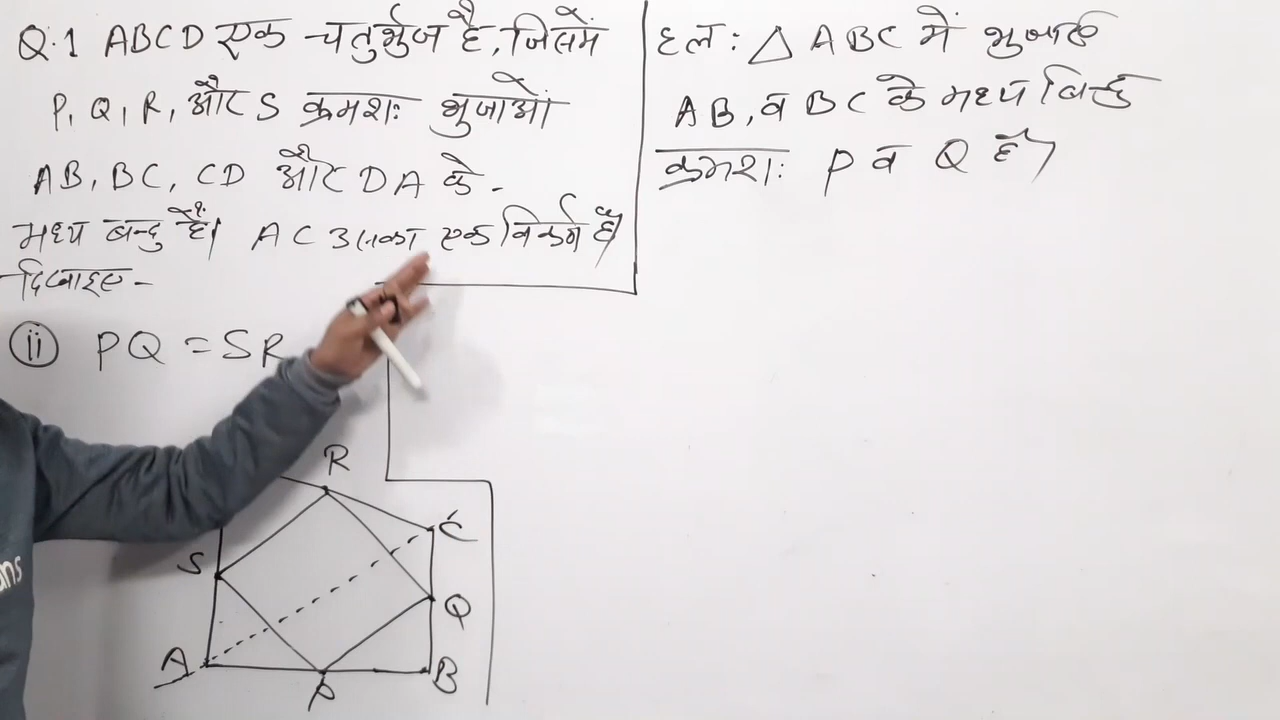 Q.1 ABCD एक चतुर्भुज है, जिसमें
P, Q, R, और S क्रमशः भुजाओं
AB, BC, CD और DA के -
मध्य बिन्दु हैं। AC उसका एक विकर्ण है।
दिखाइए -
ii PQ = SR
R
C
S
Q
A
P
B
हल: △ ABC में भुजाएँ
AB, व BC के मध्य बिन्दु
क्रमशः P व Q हैं